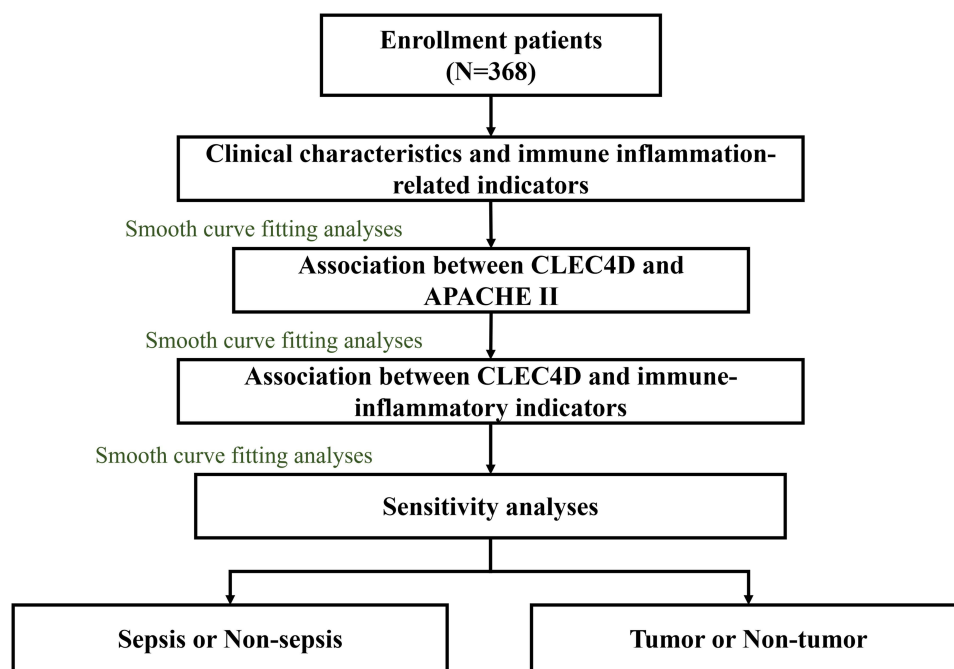 Enrollment patients
(N=368)
Clinical characteristics and immune inflammation-
related indicators
Smooth curve fitting analyses
Association between CLEC4D and
APACHE II
Smooth curve fitting analyses
Association between CLEC4D and immune-
inflammatory indicators
Smooth curve fitting analyses
Sensitivity analyses
Sepsis or Non-sepsis
Tumor or Non-tumor